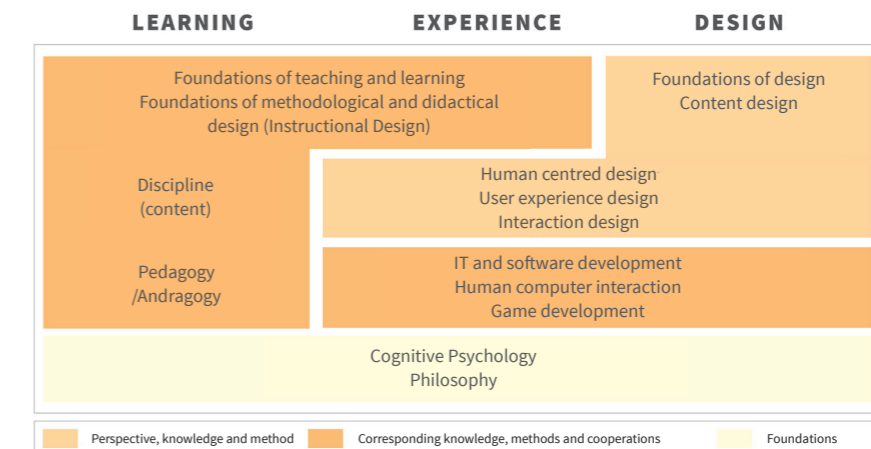 LEARNING EXPERIENCE DESIGN
Foundations of teaching and learning
Foundations of methodological and didactical
design (Instructional Design)
Foundations of design
Content design
Discipline
(content)
Human centred design
User experience design
Interaction design
Pedagogy
/Andragogy
IT and software development
Human computer interaction
Game development
Cognitive Psychology
Philosophy
Perspective, knowledge and method
Corresponding knowledge, methods and cooperations
Foundations